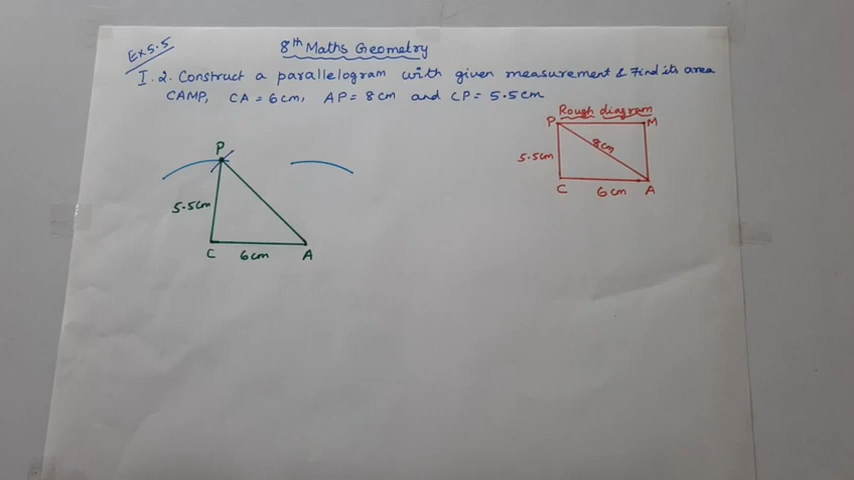 Ex 5.5
8th Maths Geometry
I. 2. Construct a parallelogram with given measurement & Find its area
CAMP, CA = 6cm, AP = 8cm and CP = 5.5cm
Rough diagram
P M
8cm
5.5cm
C 6cm A
P
5.5cm
C 6cm A